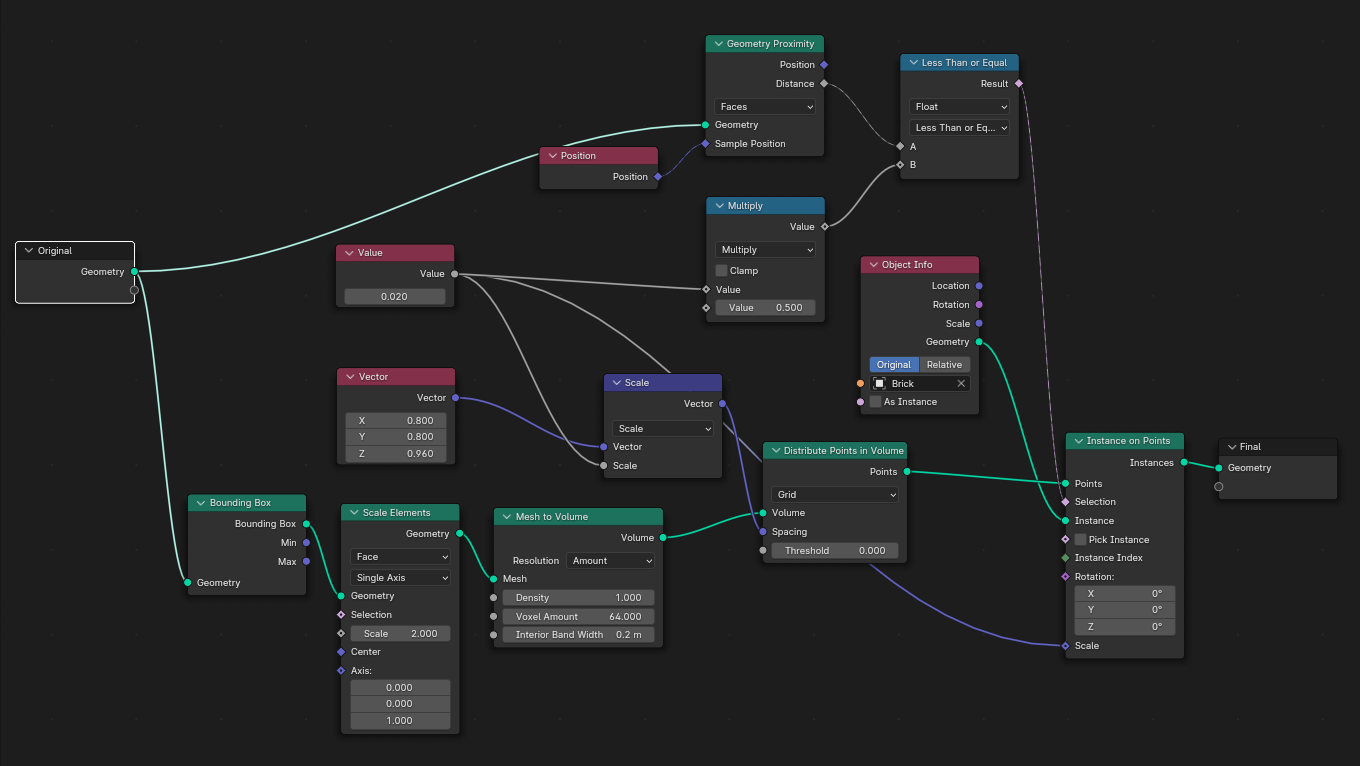 Original
Geometry
Value
Value
0.020
Vector
Vector
X 0.800
Y 0.800
Z 0.960
Bounding Box
Bounding Box
Min
Max
Geometry
Scale Elements
Geometry
Face
Single Axis
Geometry
Selection
Scale 2.000
Center
Axis:
0.000
0.000
1.000
Mesh to Volume
Volume
Resolution Amount
Mesh
Density 1.000
Voxel Amount 64.000
Interior Band Width 0.2 m
Position
Position
Geometry Proximity
Position
Distance
Faces
Geometry
Sample Position
Multiply
Value
Multiply
Clamp
Value
Value 0.500
Scale
Vector
Scale
Vector
Scale
Less Than or Equal
Result
Float
Less Than or Eq...
A
B
Object Info
Location
Rotation
Scale
Geometry
Original Relative
Brick
As Instance
Distribute Points in Volume
Points
Grid
Volume
Spacing
Threshold 0.000
Instance on Points
Instances
Points
Selection
Instance
Pick Instance
Instance Index
Rotation:
X 0°
Y 0°
Z 0°
Scale
Final
Geometry